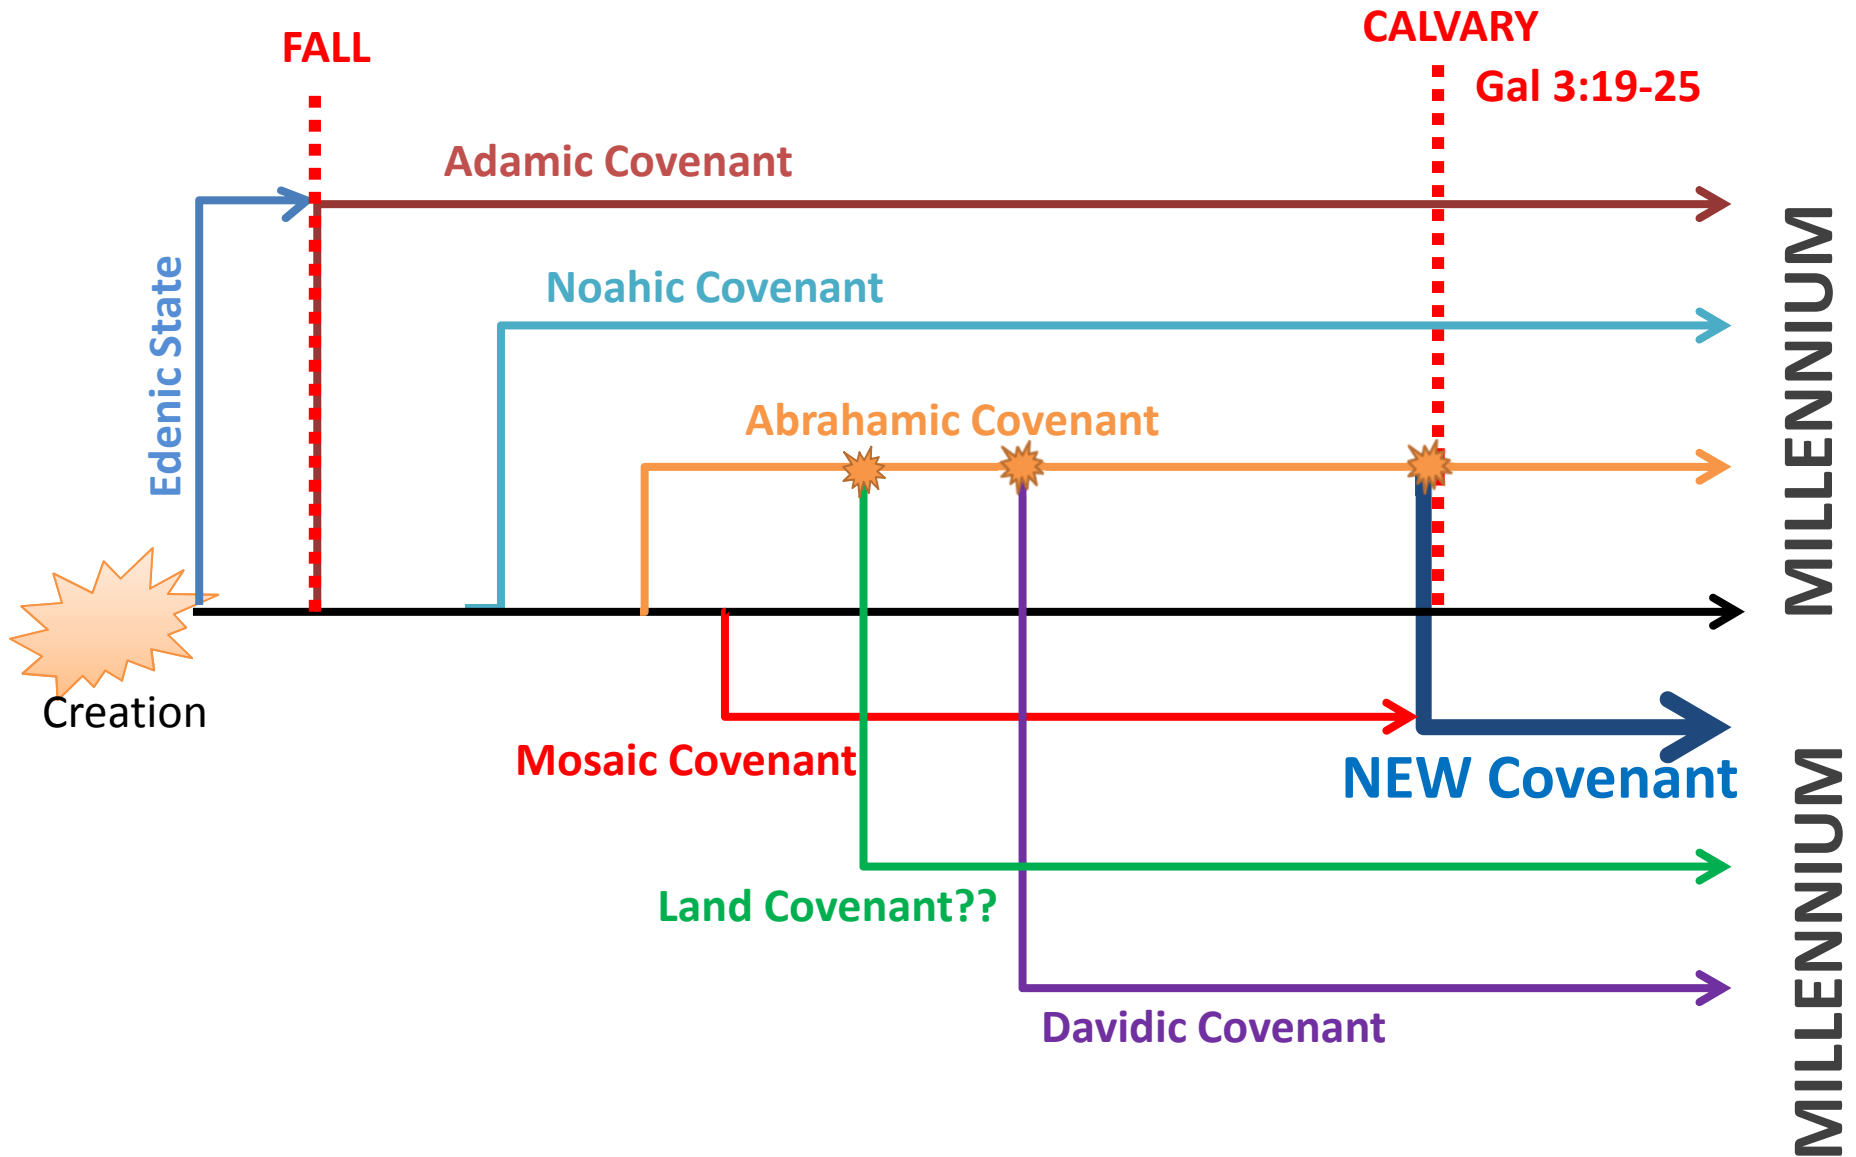 FALL
CALVARY
Gal 3:19-25
Adamic Covenant
Edenic State
Noahic Covenant
Abrahamic Covenant
MILLENNIUM
Creation
Mosaic Covenant
NEW Covenant
Land Covenant??
Davidic Covenant
MILLENNIUM